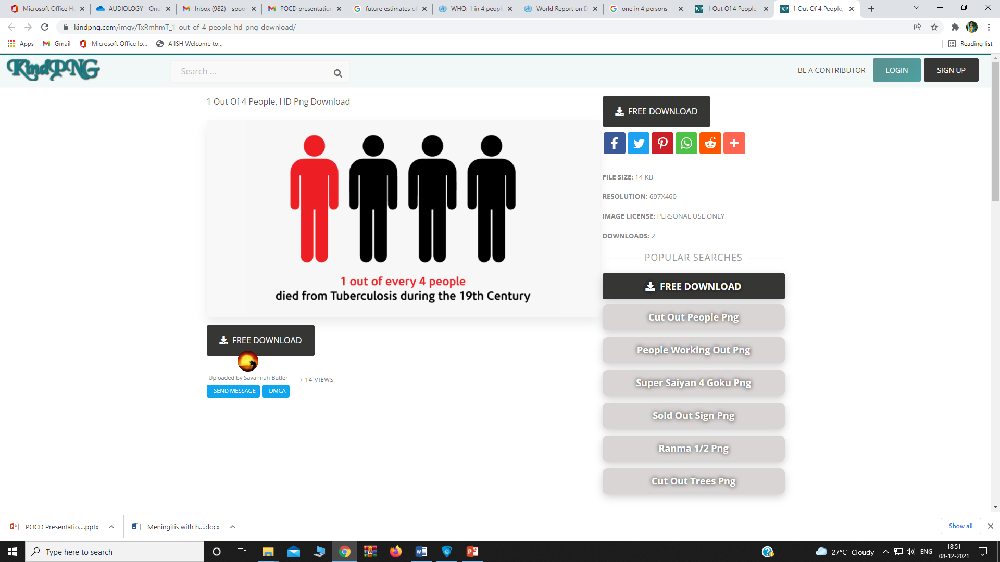 Microsoft Office Ho
AUDIOLOGY - One
Inbox (982) - spoor
POCD presentation
future estimates of
WHO: 1 in 4 peopl
World Report on D
one in 4 persons -
1 Out Of 4 People,
1 Out Of 4 People,
kindpng.com/imgv/TxRmhmT_1-out-of-4-people-hd-png-download/
Apps
Gmail
Microsoft Office lo...
AIISH Welcome to...
Reading list
KindPNG
Search ...
BE A CONTRIBUTOR
LOGIN
SIGN UP
1 Out Of 4 People, HD Png Download
1 out of every 4 people
died from Tuberculosis during the 19th Century
FREE DOWNLOAD
Uploaded by Savannah Butler
/ 14 VIEWS
SEND MESSAGE
DMCA
FREE DOWNLOAD
FILE SIZE: 14 KB
RESOLUTION: 697X460
IMAGE LICENSE: PERSONAL USE ONLY
DOWNLOADS: 2
POPULAR SEARCHES
FREE DOWNLOAD
Cut Out People Png
People Working Out Png
Super Saiyan 4 Goku Png
Sold Out Sign Png
Ranma 1/2 Png
Cut Out Trees Png
POCD Presentatio....pptx
Meningitis with h....docx
Show all
Type here to search
27°C Cloudy
ENG
18:51
08-12-2021